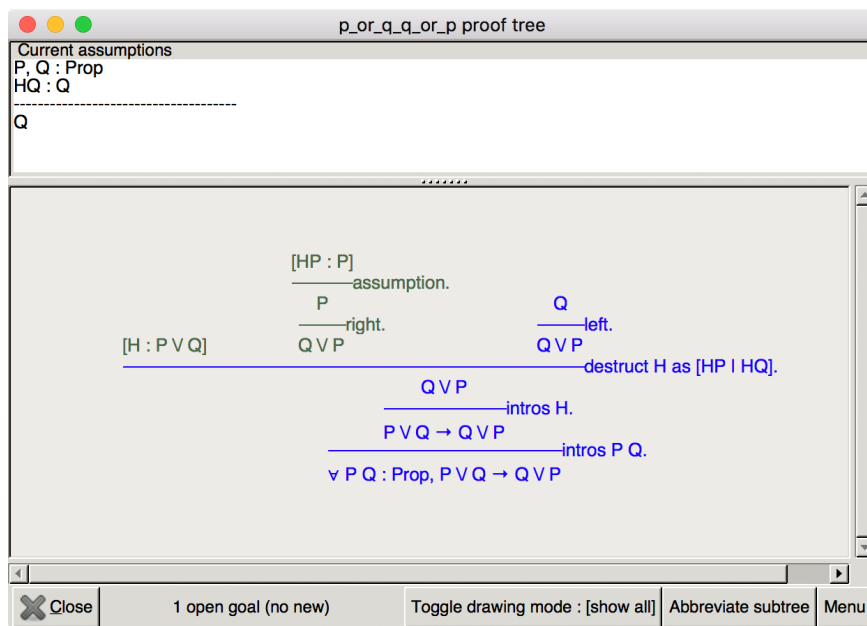 p_or_q_q_or_p proof tree
Current assumptions
P, Q : Prop
HQ : Q
-------------------------------------
Q
[HP : P]
assumption.
P Q
right. left.
[H : P ∨ Q] Q ∨ P Q ∨ P
destruct H as [HP | HQ].
Q ∨ P
intros H.
P ∨ Q → Q ∨ P
intros P Q.
∀ P Q : Prop, P ∨ Q → Q ∨ P
Close 1 open goal (no new) Toggle drawing mode : [show all] Abbreviate subtree Menu